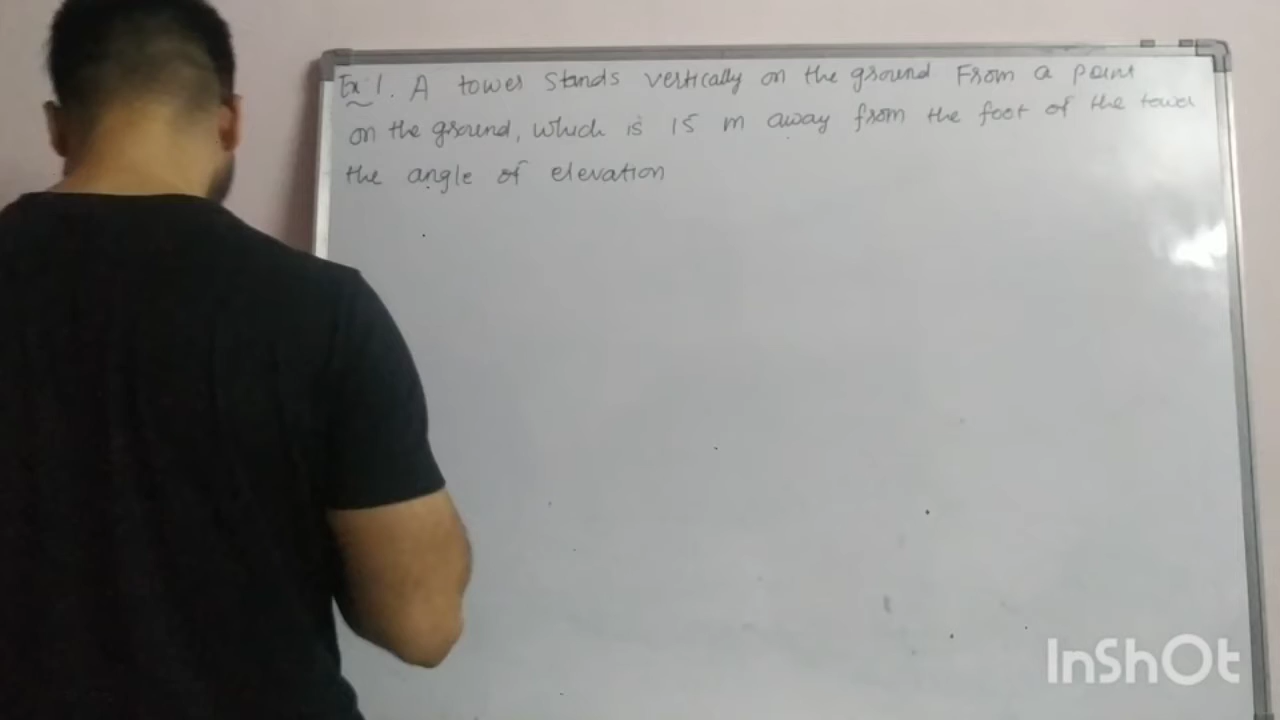 Ex 1. A tower stands vertically on the ground From a point
on the ground, which is 15 m away from the foot of the tower
the angle of elevation
InShOt